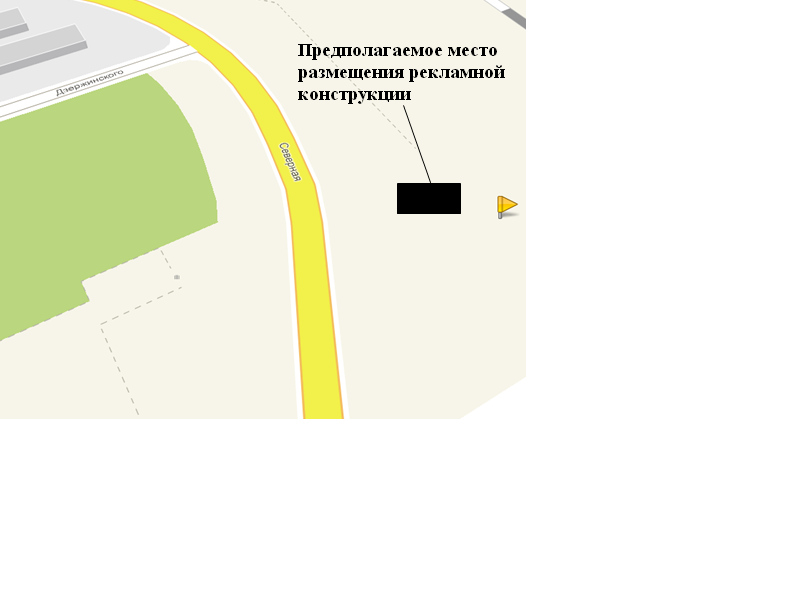 Предполагаемое место
размещения рекламной
конструкции
Дзержинского
Северная